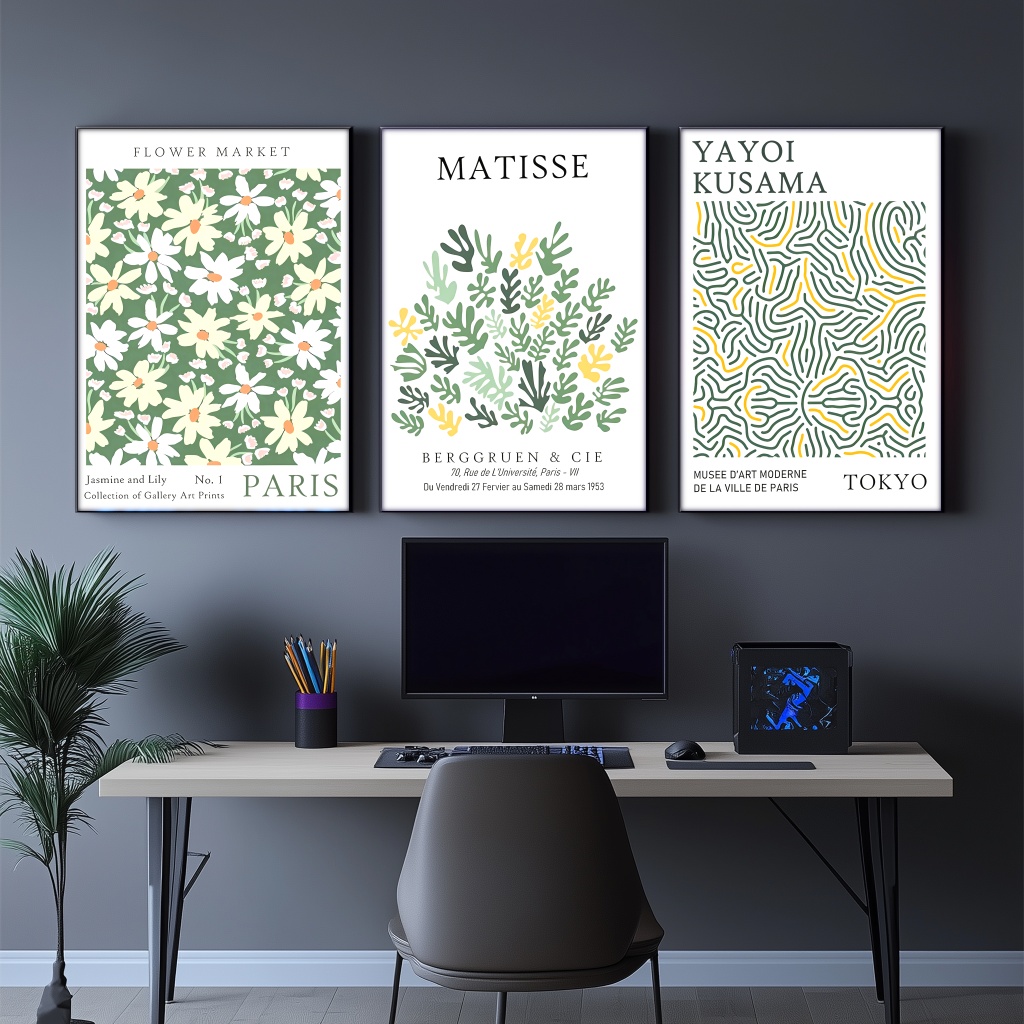 FLOWER MARKET
Jasmine and Lily No. 1
Collection of Gallery Art Prints
PARIS
MATISSE
BERGGRUEN & CIE
70, Rue de L'Université, Paris - VII
Du Vendredi 27 Fervier au Samedi 28 mars 1953
YAYOI
KUSAMA
MUSEE D'ART MODERNE
DE LA VILLE DE PARIS
TOKYO